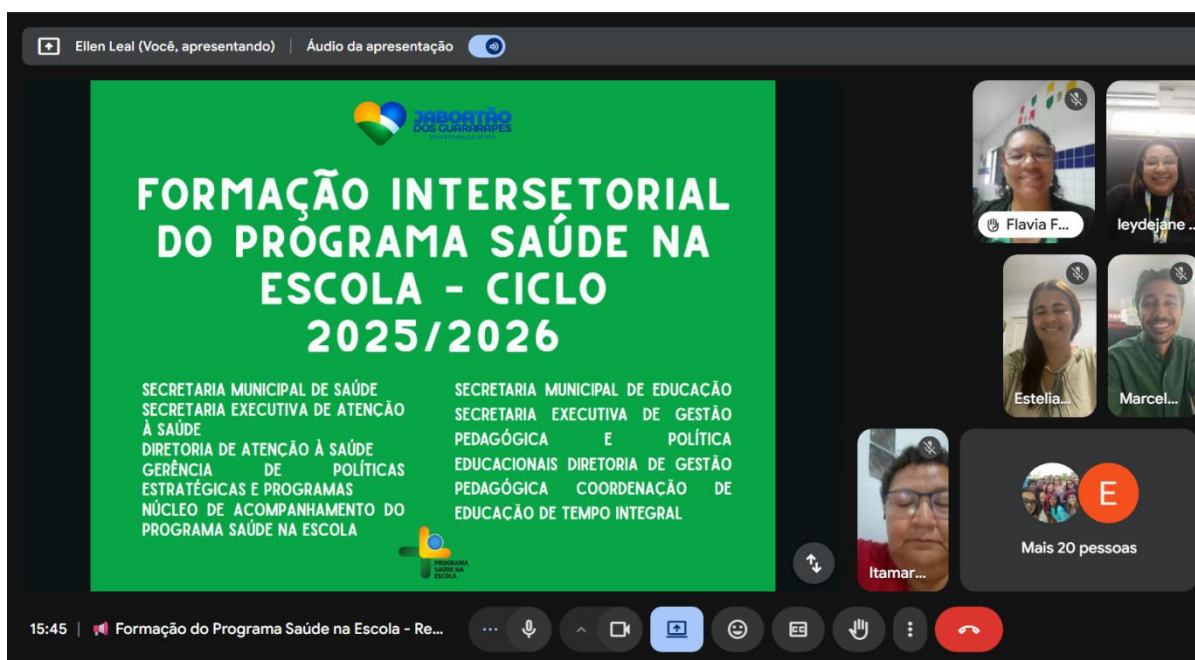 Ellen Leal (Você, apresentando) | Áudio da apresentação
JABOATÃO
DOS GUARARAPES
PREFEITURA DA GENTE
FORMAÇÃO INTERSETORIAL
DO PROGRAMA SAÚDE NA
ESCOLA - CICLO
2025/2026
SECRETARIA MUNICIPAL DE SAÚDE
SECRETARIA EXECUTIVA DE ATENÇÃO
À SAÚDE
DIRETORIA DE ATENÇÃO À SAÚDE
GERÊNCIA DE POLÍTICAS
ESTRATÉGICAS E PROGRAMAS
NÚCLEO DE ACOMPANHAMENTO DO
PROGRAMA SAÚDE NA ESCOLA
SECRETARIA MUNICIPAL DE EDUCAÇÃO
SECRETARIA EXECUTIVA DE GESTÃO
PEDAGÓGICA E POLÍTICA
EDUCACIONAIS DIRETORIA DE GESTÃO
PEDAGÓGICA COORDENAÇÃO DE
EDUCAÇÃO DE TEMPO INTEGRAL
PROGRAMA
SAÚDE NA
ESCOLA
Flavia F...
leydejane ...
Estelia...
Marcel...
Itamar...
E
Mais 20 pessoas
15:45 | Formação do Programa Saúde na Escola - Re...
CC